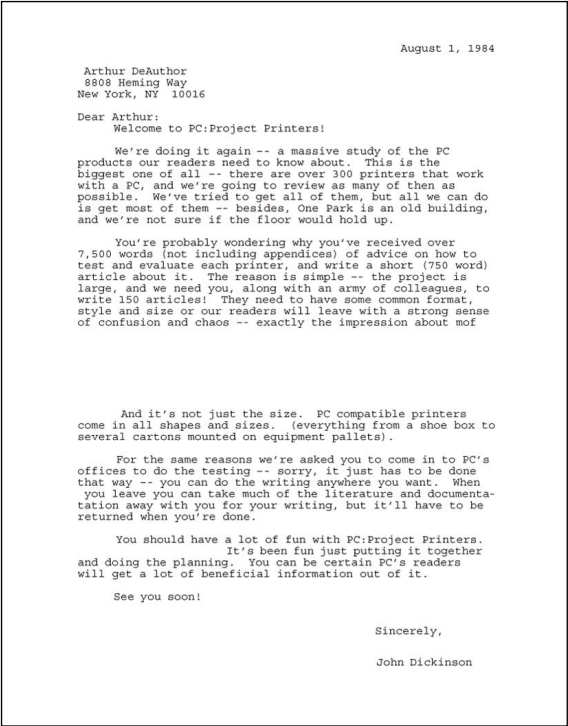 August 1, 1984
Arthur DeAuthor
8808 Heming Way
New York, NY  10016
Dear Arthur:
Welcome to PC:Project Printers!
We're doing it again -- a massive study of the PC
products our readers need to know about.  This is the
biggest one of all -- there are over 300 printers that work
with a PC, and we're going to review as many of then as
possible.  We've tried to get all of them, but all we can do
is get most of them -- besides, One Park is an old building,
and we're not sure if the floor would hold up.
You're probably wondering why you've received over
7,500 words (not including appendices) of advice on how to
test and evaluate each printer, and write a short (750 word)
article about it.  The reason is simple -- the project is
large, and we need you, along with an army of colleagues, to
write 150 articles!  They need to have some common format,
style and size or our readers will leave with a strong sense
of confusion and chaos -- exactly the impression about mof
And it's not just the size.  PC compatible printers
come in all shapes and sizes.  (everything from a shoe box to
several cartons mounted on equipment pallets).
For the same reasons we're asked you to come in to PC's
offices to do the testing -- sorry, it just has to be done
that way -- you can do the writing anywhere you want.  When
you leave you can take much of the literature and documenta-
tation away with you for your writing, but it'll have to be
returned when you're done.
You should have a lot of fun with PC:Project Printers.
It's been fun just putting it together
and doing the planning.  You can be certain PC's readers
will get a lot of beneficial information out of it.
See you soon!
Sincerely,
John Dickinson